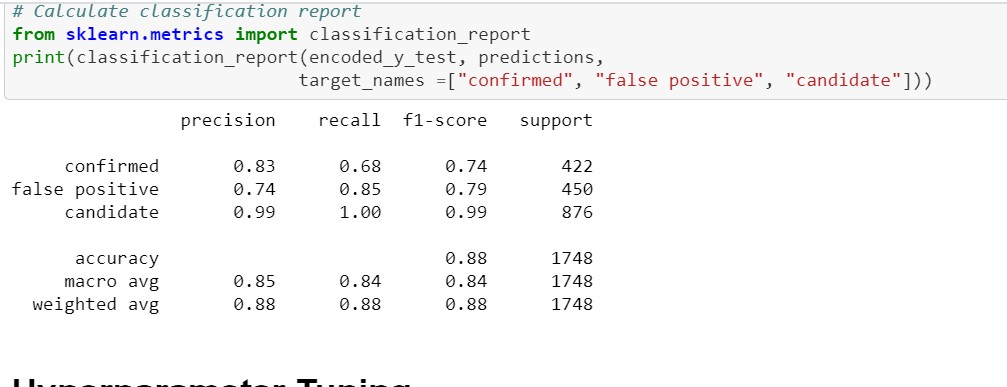 # Calculate classification report
from sklearn.metrics import classification_report
print(classification_report(encoded_y_test, predictions,
target_names =["confirmed", "false positive", "candidate"]))
precision recall f1-score support
confirmed 0.83 0.68 0.74 422
false positive 0.74 0.85 0.79 450
candidate 0.99 1.00 0.99 876
accuracy 0.88 1748
macro avg 0.85 0.84 0.84 1748
weighted avg 0.88 0.88 0.88 1748
Hyperparameter Tuning